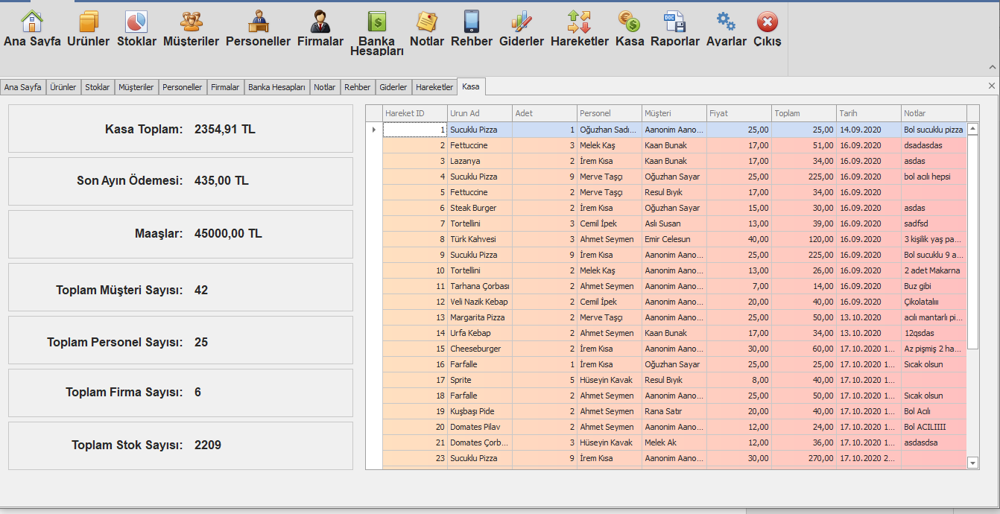 Ana Sayfa Ürünler Stoklar Müşteriler Personeller Firmalar Banka Hesapları Notlar Rehber Giderler Hareketler Kasa Raporlar Ayarlar Çıkış
Ana Sayfa Ürünler Stoklar Müşteriler Personeller Firmalar Banka Hesapları Notlar Rehber Giderler Hareketler Kasa
Kasa Toplam: 2354,91 TL
Son Ayın Ödemesi: 435,00 TL
Maaşlar: 45000,00 TL
Toplam Müşteri Sayısı: 42
Toplam Personel Sayısı: 25
Toplam Firma Sayısı: 6
Toplam Stok Sayısı: 2209
Hareket ID Urun Ad Adet Personel Müşteri Fiyat Toplam Tarih Notlar
1 Sucuklu Pizza 1 Oğuzhan Sadı... Aanonim Aano... 25,00 25,00 14.09.2020 Bol sucuklu pizza
2 Fettuccine 3 Melek Kaş Kaan Bunak 17,00 51,00 16.09.2020 dsadasdas
3 Lazanya 2 İrem Kısa Kaan Bunak 17,00 34,00 16.09.2020 asdas
4 Sucuklu Pizza 9 Merve Taşçı Oğuzhan Sayar 25,00 225,00 16.09.2020 bol acılı hepsi
5 Fettuccine 2 Merve Taşçı Resul Bıyık 17,00 34,00 16.09.2020
6 Steak Burger 2 İrem Kısa Oğuzhan Sayar 15,00 30,00 16.09.2020 asdas
7 Tortellini 3 Cemil İpek Aslı Susan 13,00 39,00 16.09.2020 sadfsd
8 Türk Kahvesi 3 Ahmet Seymen Emir Celesun 40,00 120,00 16.09.2020 3 kişilik yaş pa...
9 Sucuklu Pizza 9 İrem Kısa Aanonim Aano... 25,00 225,00 16.09.2020 Bol sucuklu 9 a...
10 Tortellini 2 Melek Kaş Aanonim Aano... 13,00 26,00 16.09.2020 2 adet Makarna
11 Tarhana Çorbası 2 Ahmet Seymen Aanonim Aano... 7,00 14,00 16.09.2020 Buz gibi
12 Veli Nazik Kebap 2 Cemil İpek Aanonim Aano... 20,00 40,00 16.09.2020 Çikolatalııı
13 Margarita Pizza 2 Merve Taşçı Aanonim Aano... 25,00 50,00 13.10.2020 acılı mantarlı pi...
14 Urfa Kebap 2 Ahmet Seymen Kaan Bunak 17,00 34,00 13.10.2020 12qsdas
15 Cheeseburger 2 İrem Kısa Aanonim Aano... 30,00 60,00 17.10.2020 1... Az pişmiş 2 ha...
16 Farfalle 1 İrem Kısa Oğuzhan Sayar 25,00 25,00 17.10.2020 1... Sıcak olsun
17 Sprite 5 Hüseyin Kavak Resul Bıyık 8,00 40,00 17.10.2020 1...
18 Farfalle 2 Ahmet Seymen Aanonim Aano... 25,00 50,00 17.10.2020 1... Sıcak olsun
19 Kuşbaşı Pide 2 Ahmet Seymen Rana Satır 20,00 40,00 17.10.2020 1... Bol Acılı
20 Domates Pilav 2 Ahmet Seymen Aanonim Aano... 12,00 24,00 17.10.2020 1... Bol ACILIIII
21 Domates Çorb... 3 Hüseyin Kavak Melek Ak 12,00 36,00 17.10.2020 1... asdasdsa
23 Sucuklu Pizza 9 İrem Kısa Aanonim Aano... 30,00 270,00 17.10.2020 2...